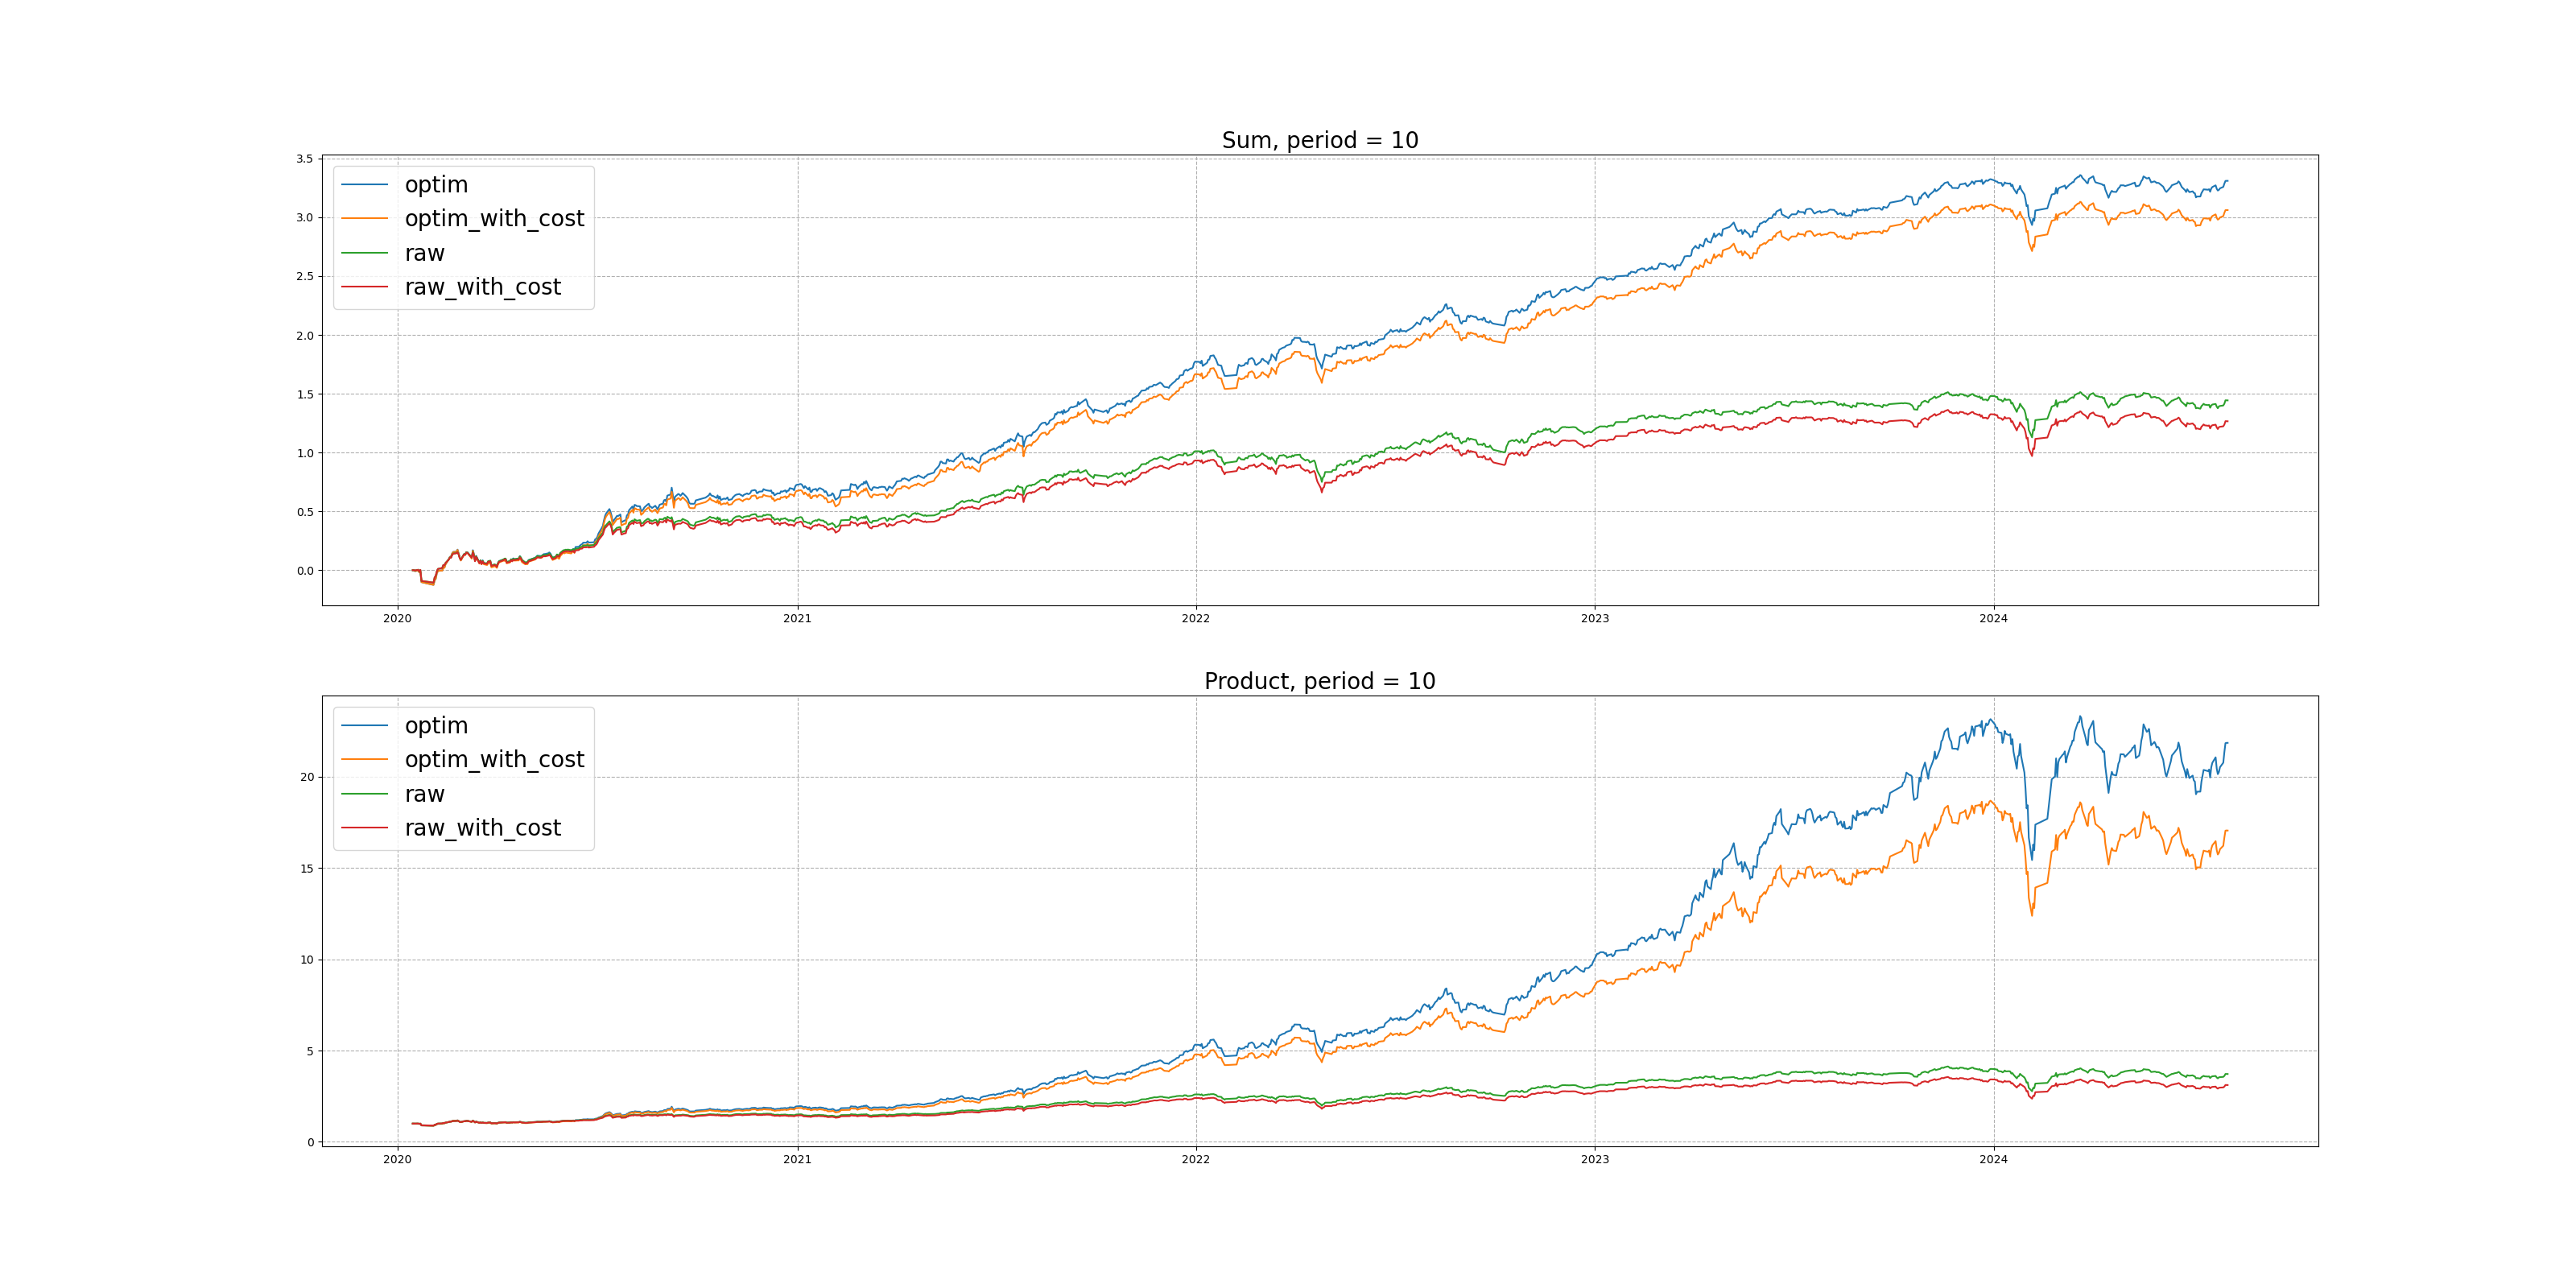 Sum, period = 10
3.5
3.0
2.5
2.0
1.5
1.0
0.5
0.0
optim
optim_with_cost
raw
raw_with_cost
2020 2021 2022 2023 2024
Product, period = 10
20
15
10
5
0
optim
optim_with_cost
raw
raw_with_cost
2020 2021 2022 2023 2024